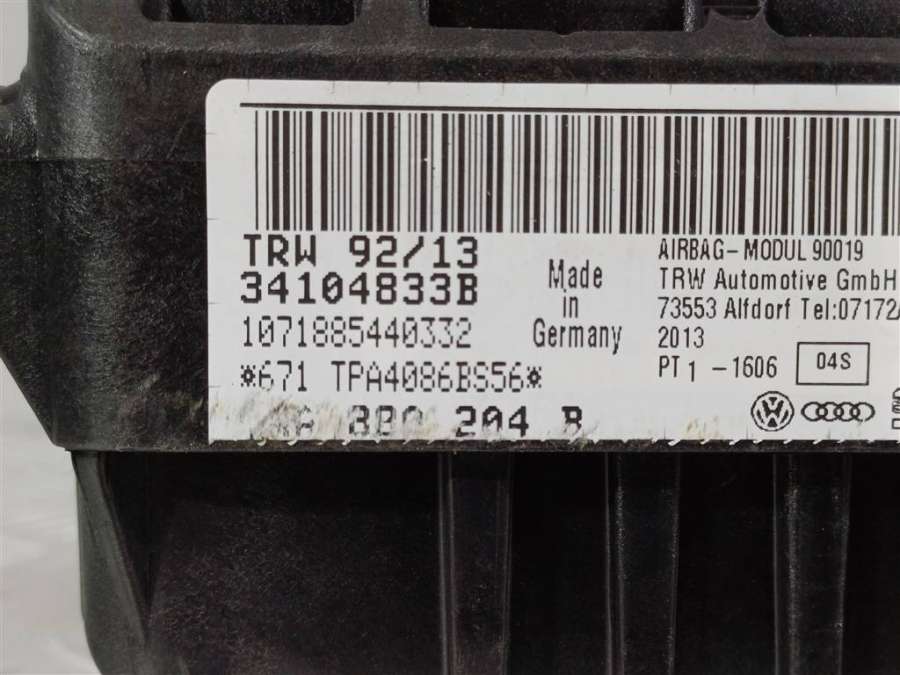 TRW 92/13
34104833B
1071885440332
*671 TPA4086BS56*
204 B
Made
in
Germany
AIRBAG-MODUL 90019
TRW Automotive GmbH
73553 Alfdorf Tel:07172/
2013
PT 1 -1606
04S